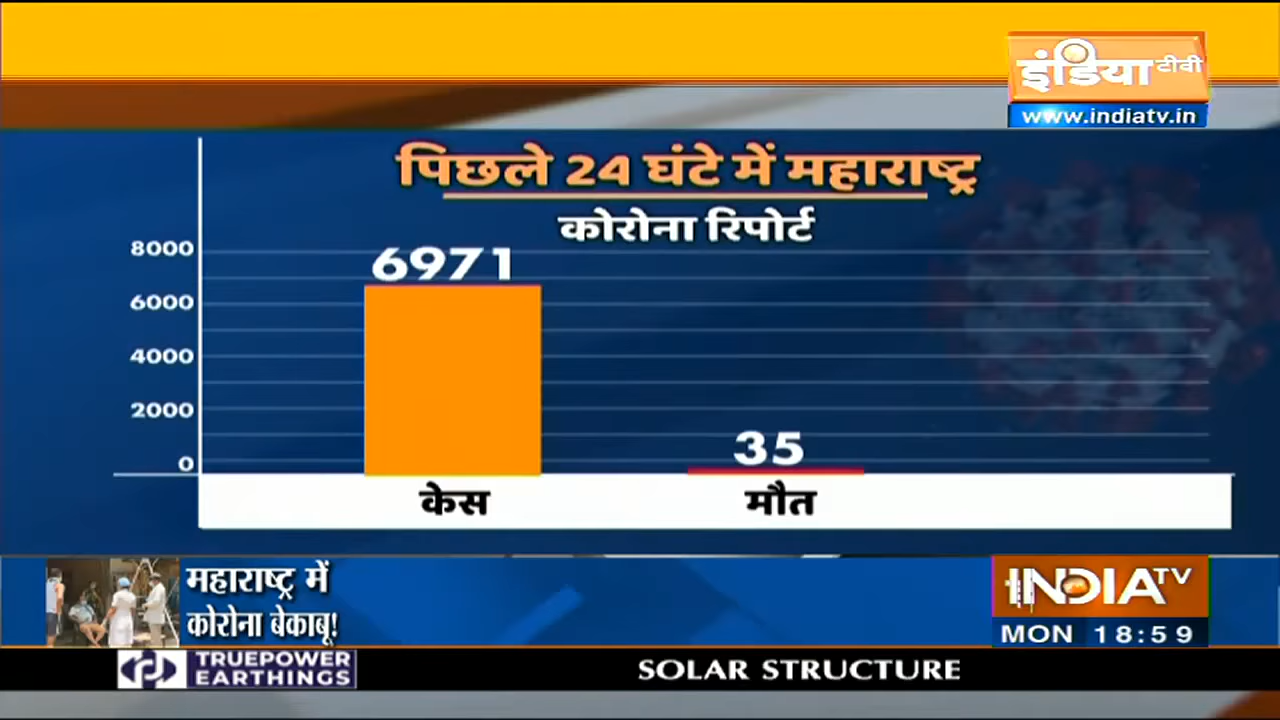 इंडिया टीवी
www.indiatv.in
पिछले 24 घंटे में महाराष्ट्र
कोरोना रिपोर्ट
8000
6000
4000
2000
0
6971
35
केस
मौत
महाराष्ट्र में
कोरोना बेकाबू!
INDIA TV
MON 18:59
TRUEPOWER
EARTHINGS
SOLAR STRUCTURE